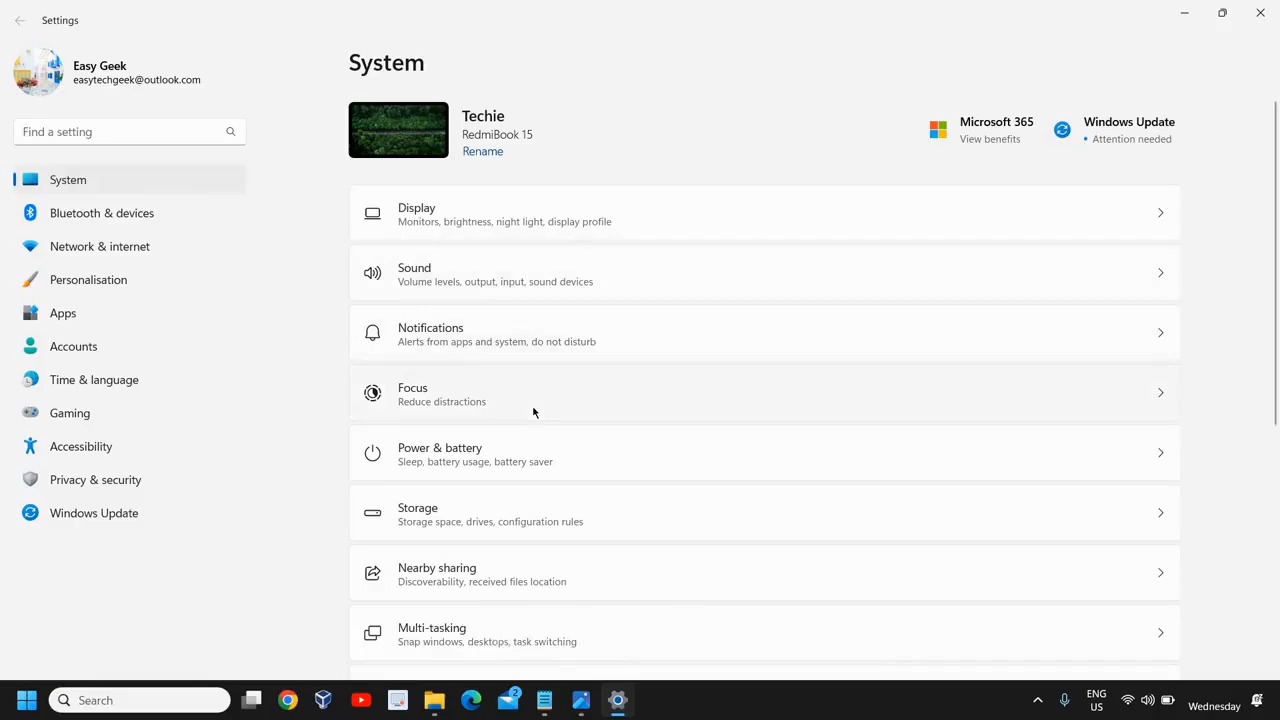 Settings
Easy Geek
easytechgeek@outlook.com
Find a setting
System
Bluetooth & devices
Network & internet
Personalisation
Apps
Accounts
Time & language
Gaming
Accessibility
Privacy & security
Windows Update
System
Techie
RedmiBook 15
Rename
Microsoft 365
View benefits
Windows Update
• Attention needed
Display
Monitors, brightness, night light, display profile
Sound
Volume levels, output, input, sound devices
Notifications
Alerts from apps and system, do not disturb
Focus
Reduce distractions
Power & battery
Sleep, battery usage, battery saver
Storage
Storage space, drives, configuration rules
Nearby sharing
Discoverability, received files location
Multi-tasking
Snap windows, desktops, task switching
Search
2
ENG
US
Wednesday